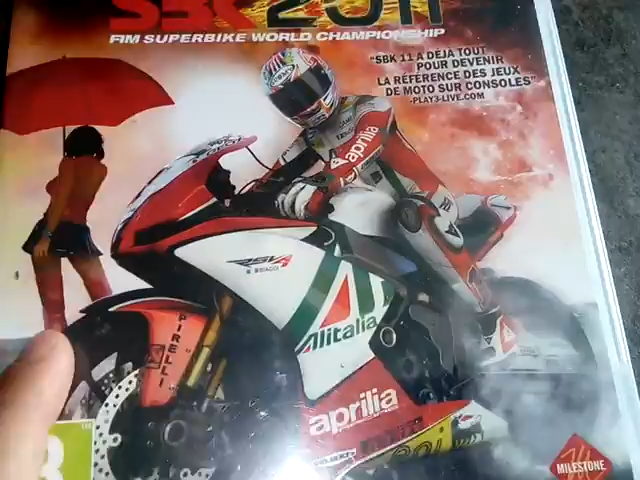 SBK 2011
FIM SUPERBIKE WORLD CHAMPIONSHIP
"SBK 11 A DÉJÀ TOUT
POUR DEVENIR
LA RÉFÉRENCE DES JEUX
DE MOTO SUR CONSOLES"
-PLAY3-LIVE.COM
aprilia
RSV4
Alitalia
PIRELLI
aprilia
MILESTONE